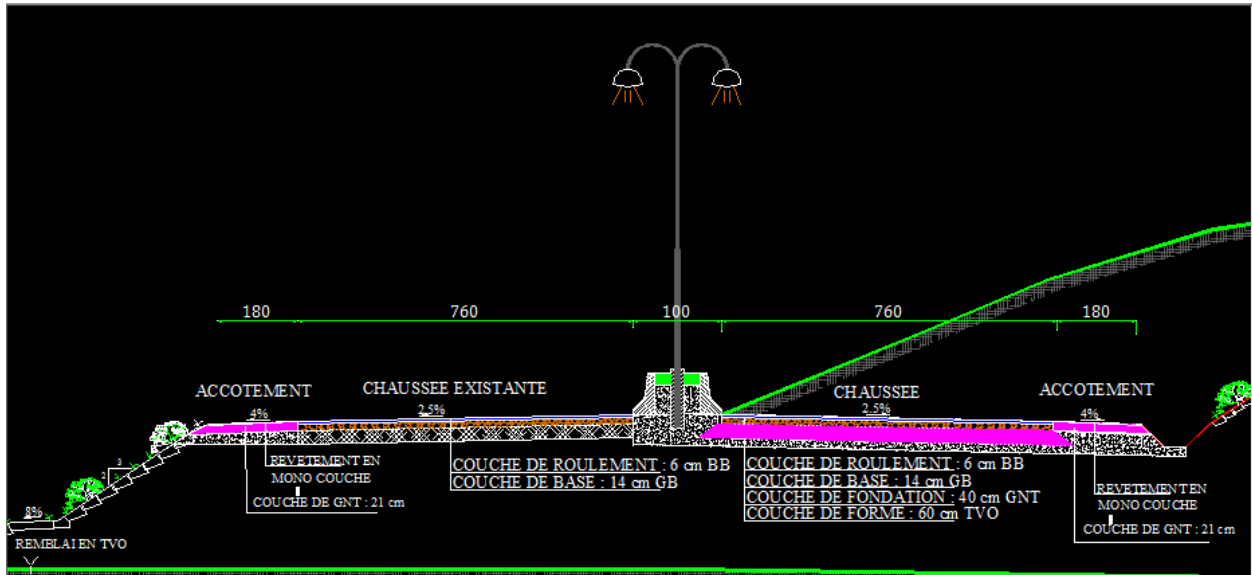 180 760 100 760 180
ACCOTEMENT CHAUSSEE EXISTANTE CHAUSSEE ACCOTEMENT
4% 2.5% 2.5% 4%
3
2
REVETEMENT EN
MONO COUCHE
COUCHE DE GNT : 21 cm
COUCHE DE ROULEMENT : 6 cm BB
COUCHE DE BASE : 14 cm GB
COUCHE DE ROULEMENT : 6 cm BB
COUCHE DE BASE : 14 cm GB
COUCHE DE FONDATION : 40 cm GNT
COUCHE DE FORME : 60 cm TVO
REVETEMENT EN
MONO COUCHE
COUCHE DE GNT : 21 cm
8%
REMBLAI EN TVO